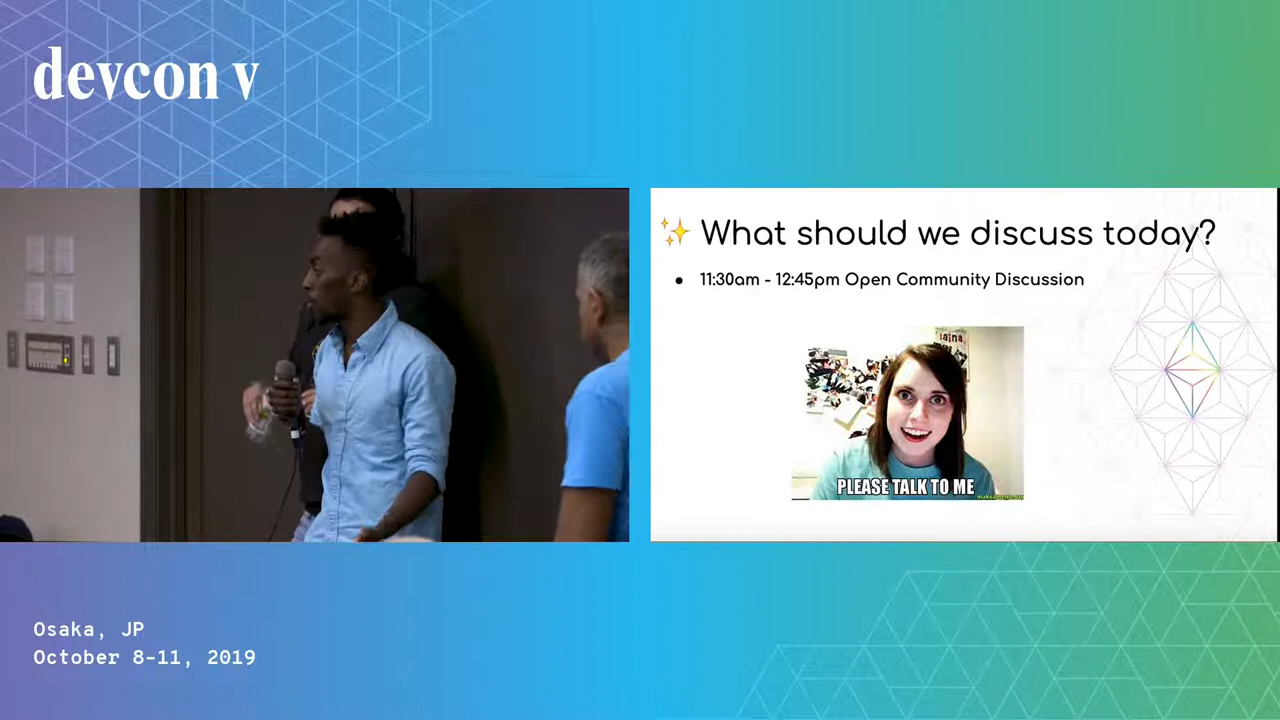 devcon v
✨ What should we discuss today?
● 11:30am - 12:45pm Open Community Discussion
PLEASE TALK TO ME
Osaka, JP
October 8-11, 2019